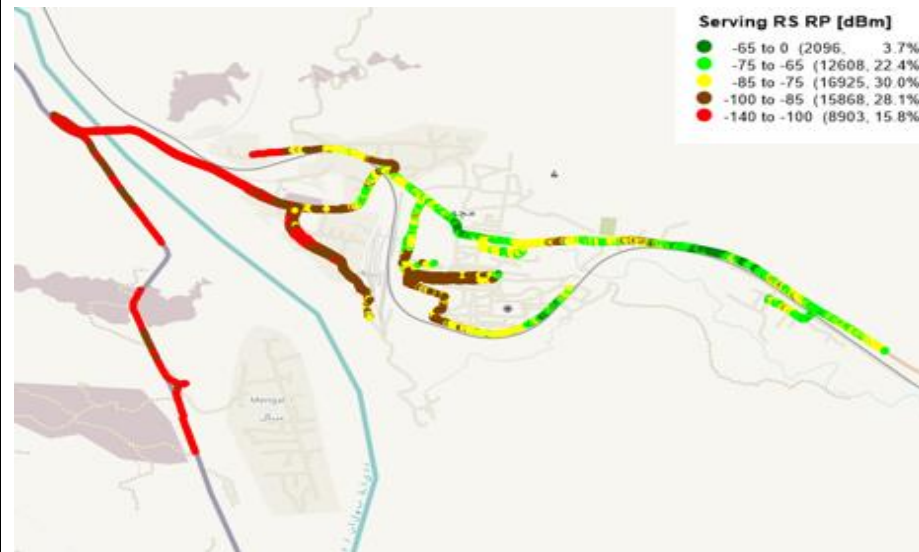 Serving RS RP [dBm]
-65 to 0 (2096, 3.7%
-75 to -65 (12608, 22.4%
-85 to -75 (16925, 30.0%
-100 to -85 (15868, 28.1%
-140 to -100 (8903, 15.8%
Mengal